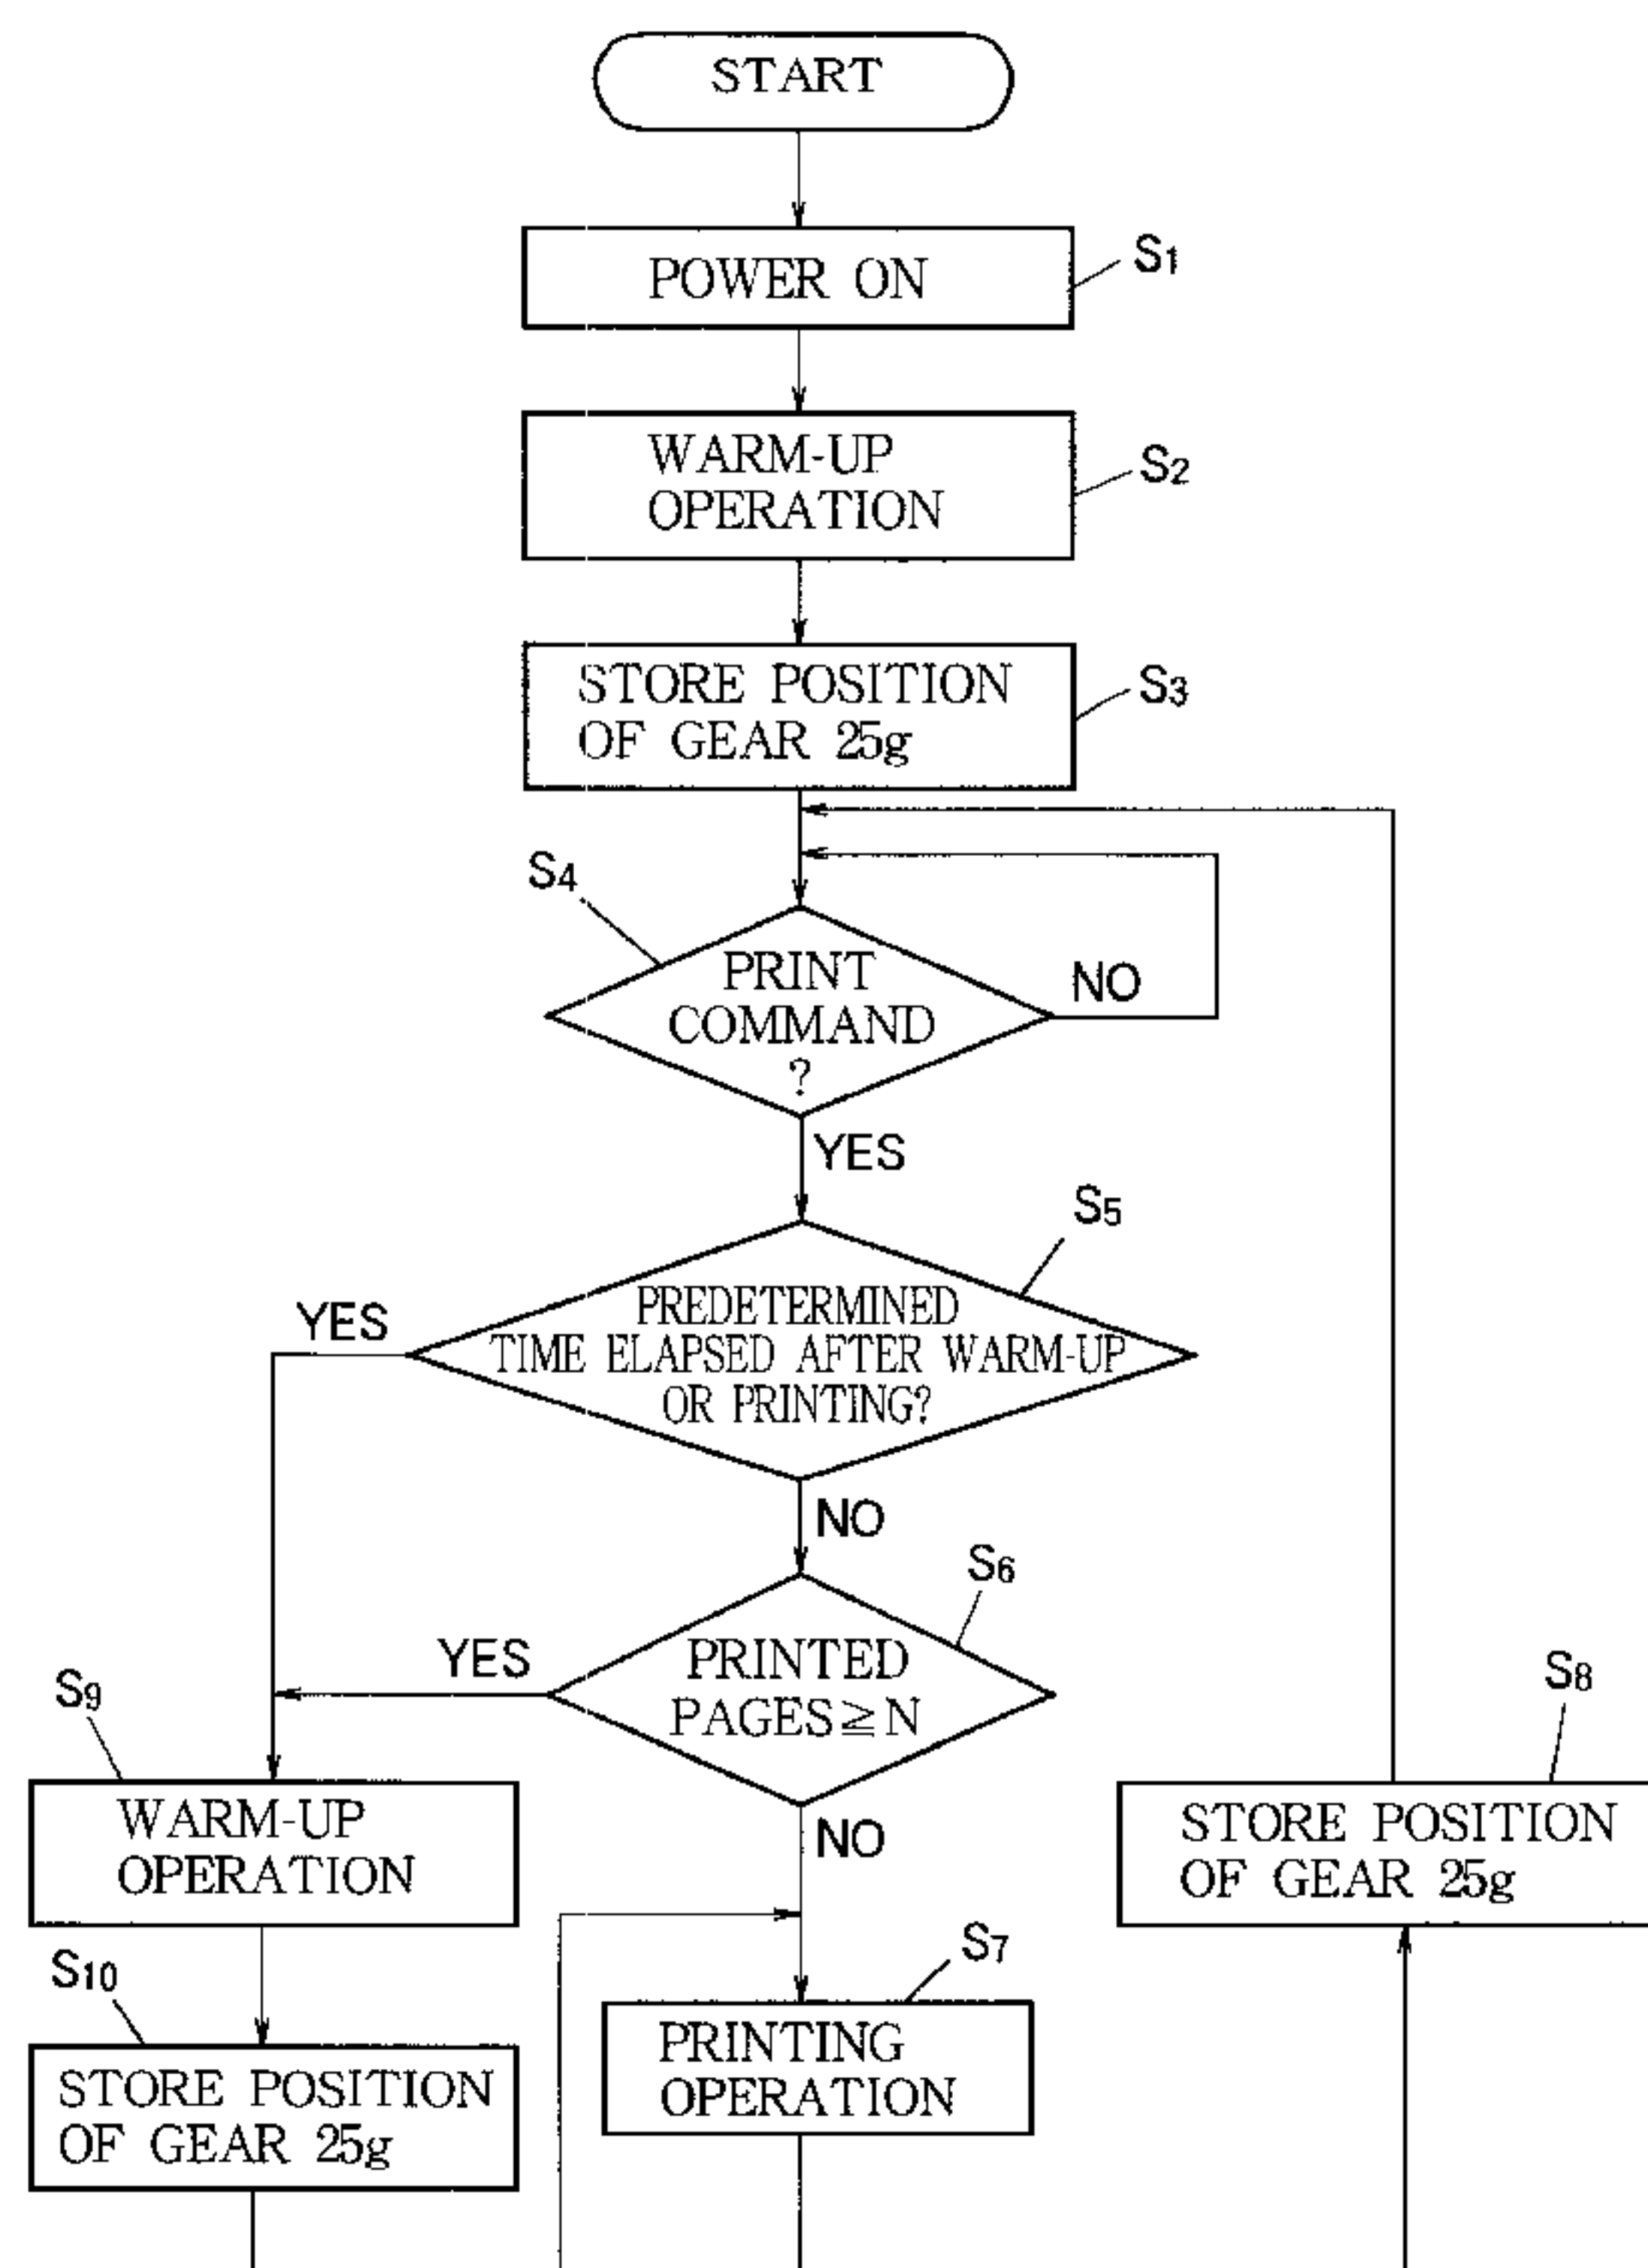 START
POWER ON
S1
WARM-UP
OPERATION
S2
STORE POSITION
OF GEAR 25g
S3
S4
PRINT
COMMAND
?
NO
YES
S5
PREDETERMINED
TIME ELAPSED AFTER WARM-UP
OR PRINTING?
YES
NO
S6
PRINTED
PAGES≧N
YES
NO
S9
WARM-UP
OPERATION
S8
STORE POSITION
OF GEAR 25g
S7
PRINTING
OPERATION
S10
STORE POSITION
OF GEAR 25g